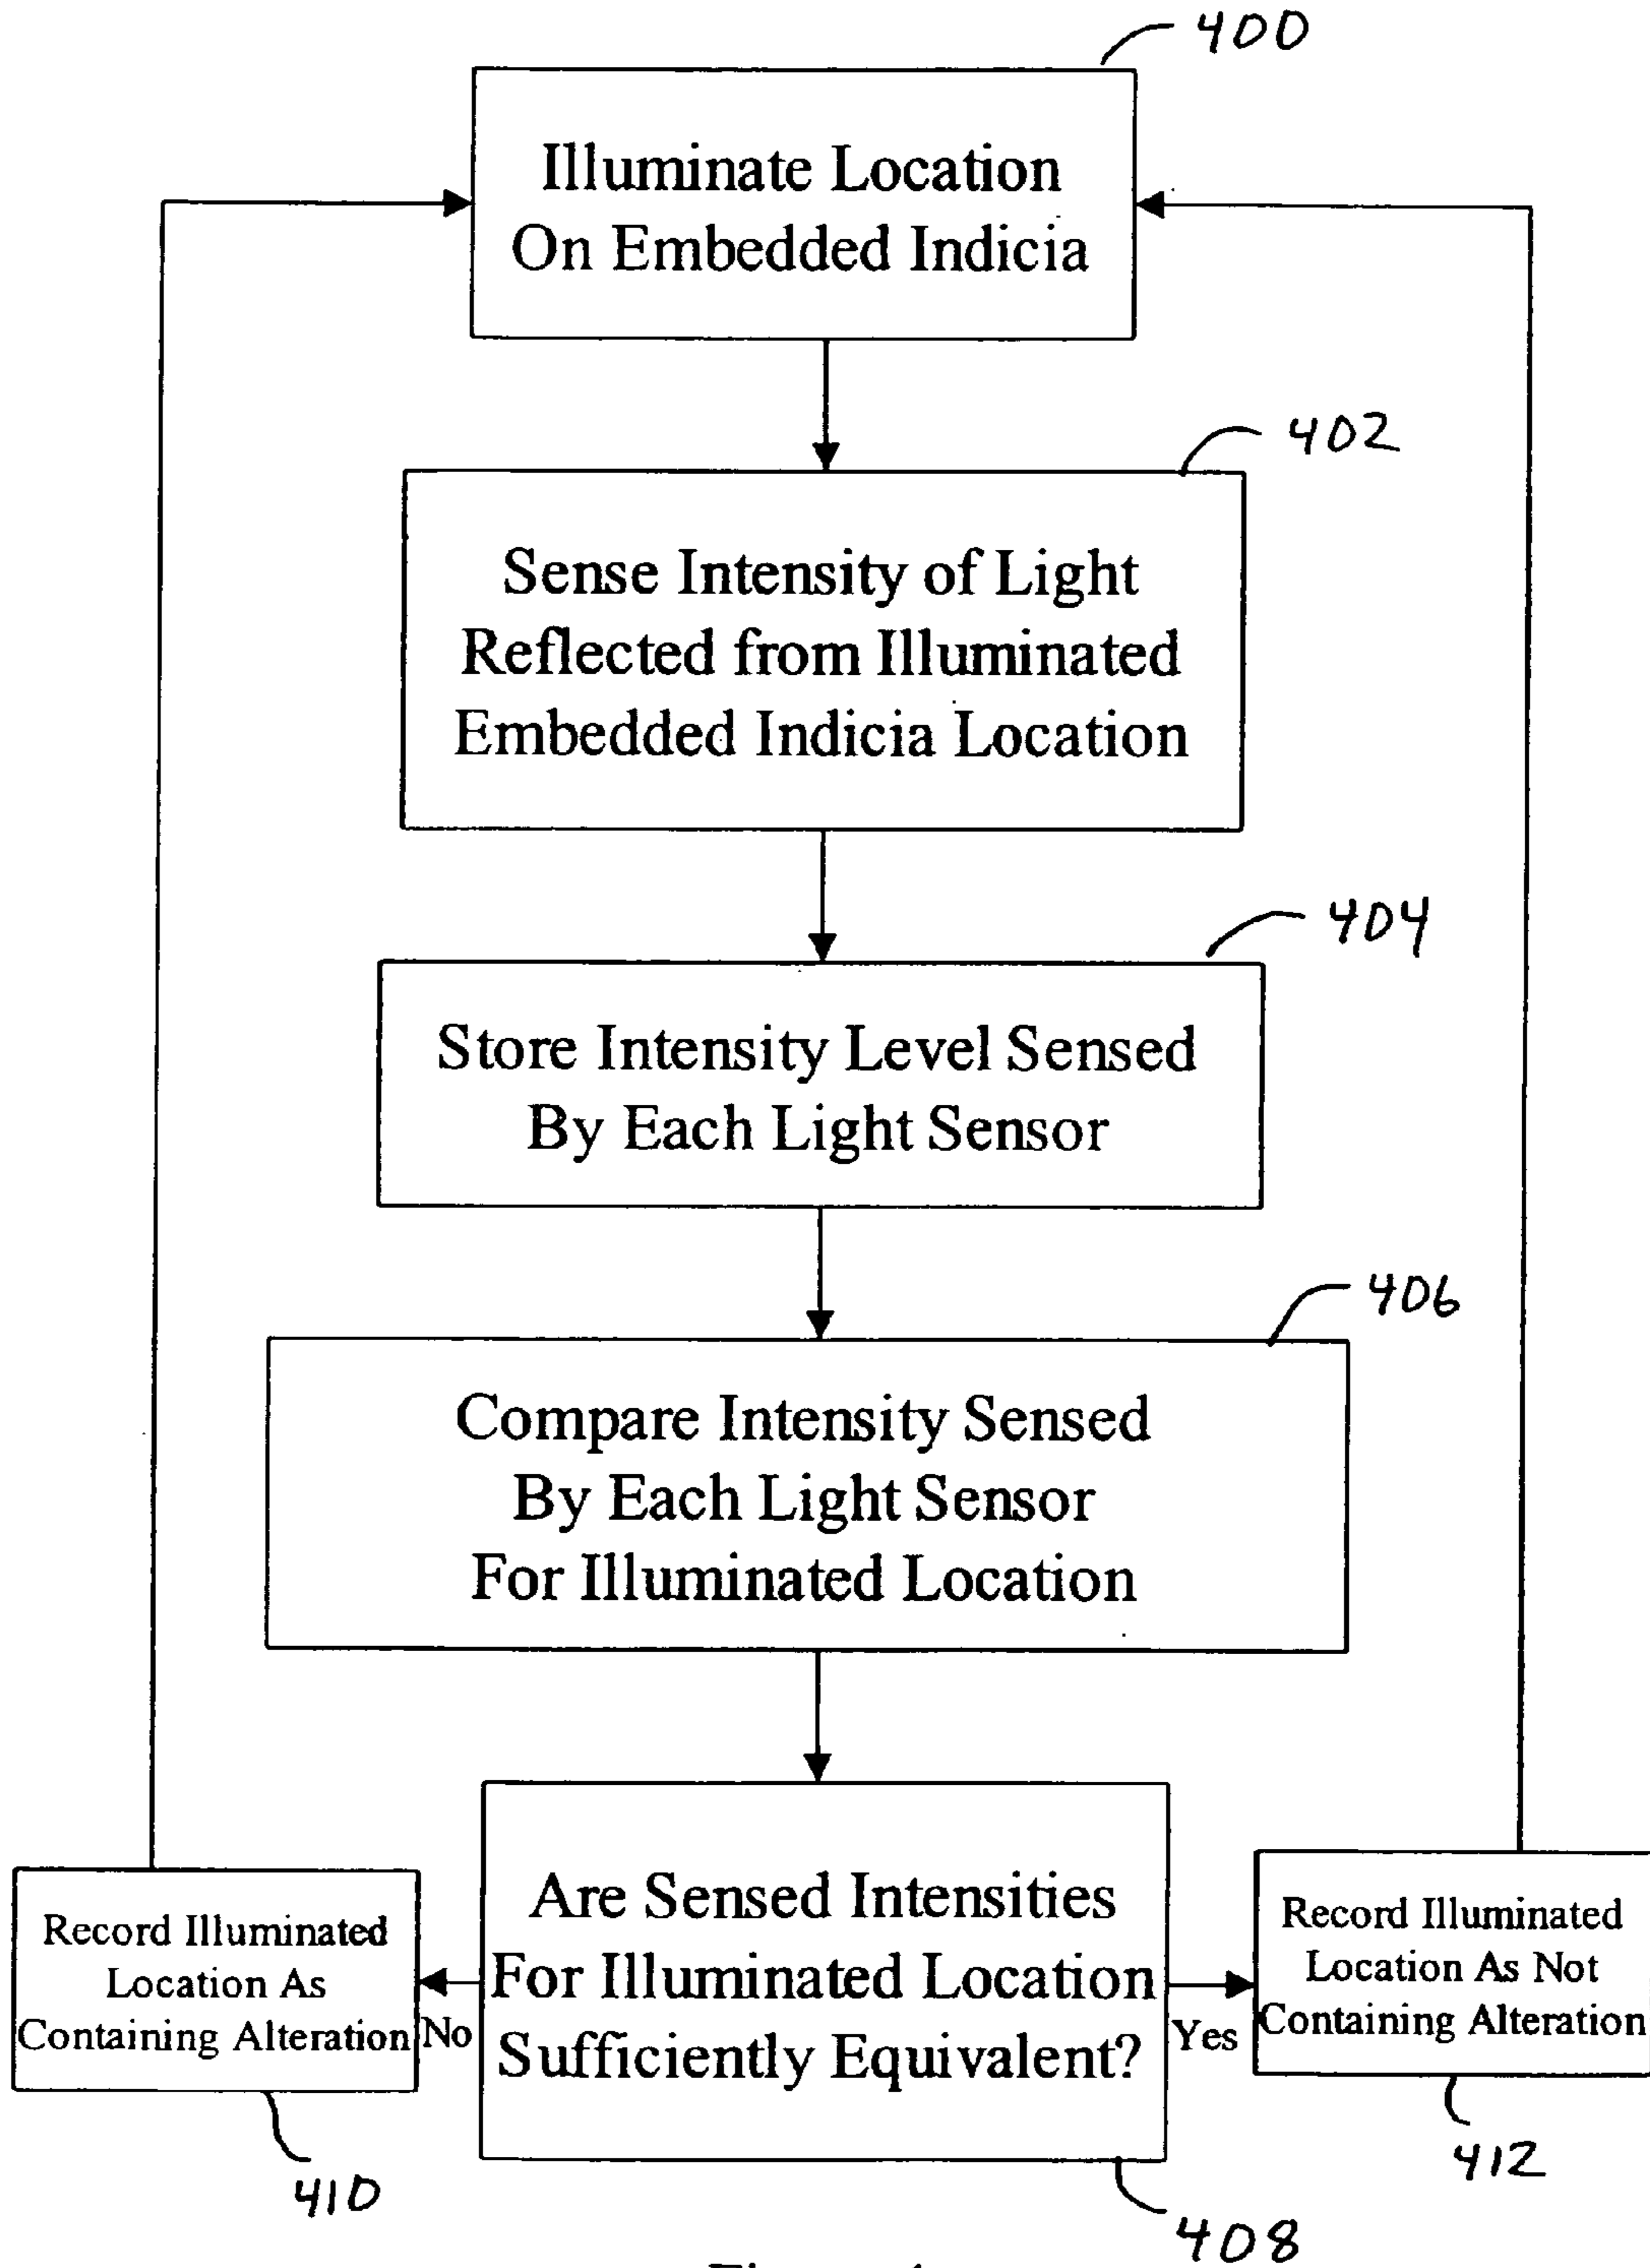 400
Illuminate Location
On Embedded Indicia
402
Sense Intensity of Light
Reflected from Illuminated
Embedded Indicia Location
404
Store Intensity Level Sensed
By Each Light Sensor
406
Compare Intensity Sensed
By Each Light Sensor
For Illuminated Location
Are Sensed Intensities
For Illuminated Location
Sufficiently Equivalent?
Record Illuminated
Location As
Containing Alteration
No
Yes
Record Illuminated
Location As Not
Containing Alteration
410
408
412